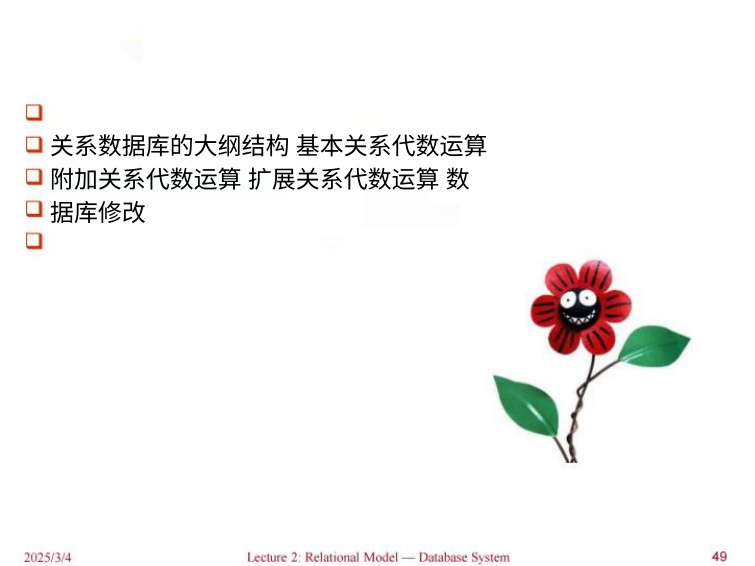 关系数据库的大纲结构 基本关系代数运算
附加关系代数运算 扩展关系代数运算 数
据库修改
2025/3/4
Lecture 2: Relational Model — Database System
49